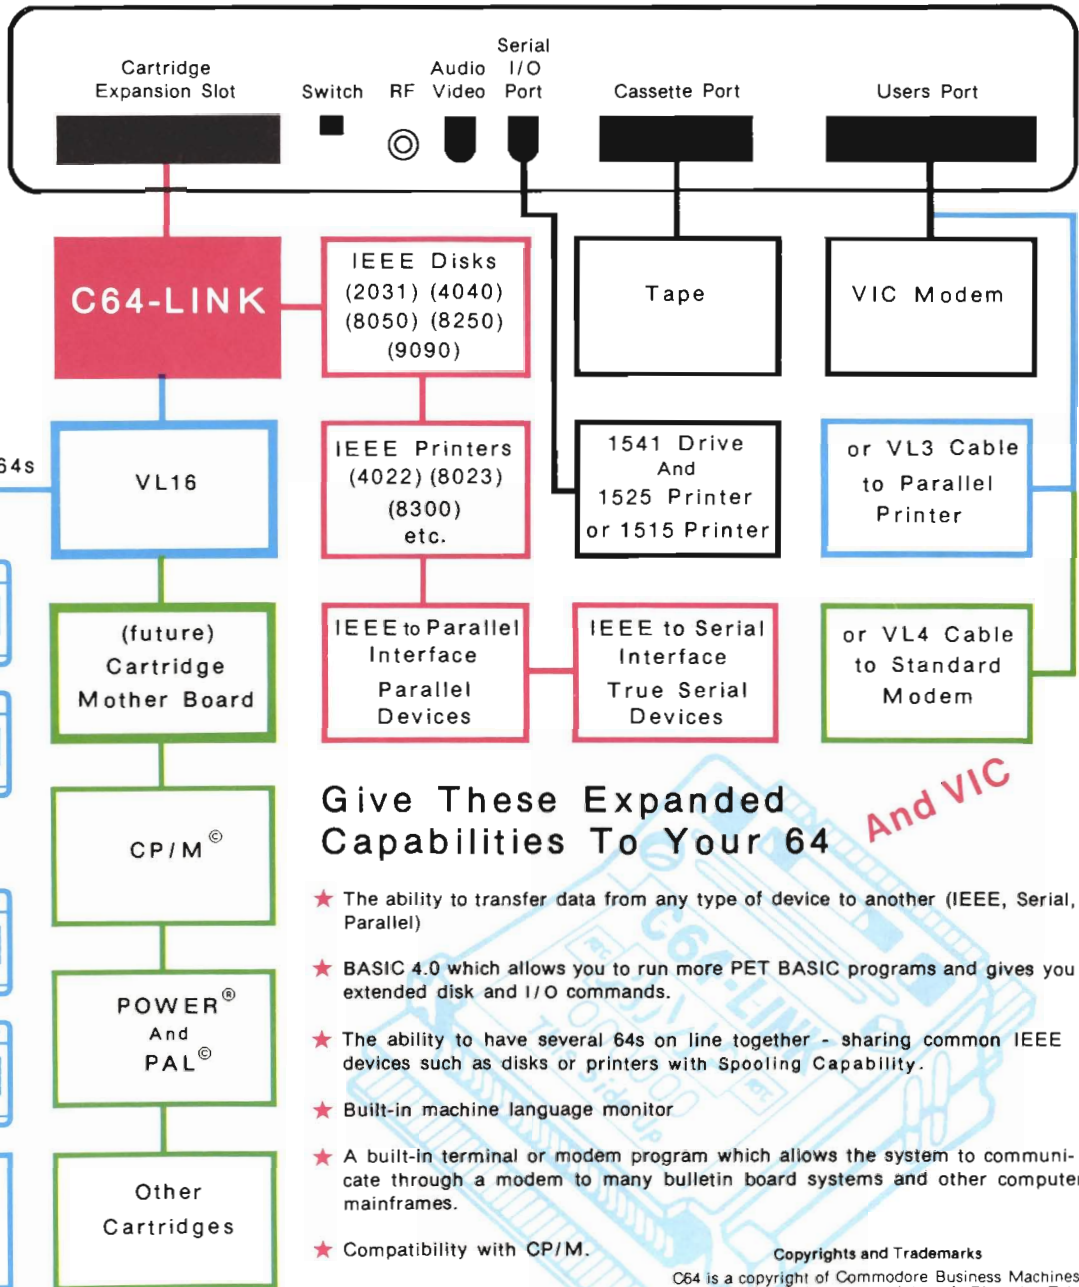 Cartridge
Expansion Slot
Switch
RF
Audio
Video
Serial
I/O
Port
Cassette Port
Users Port
C64-LINK
IEEE Disks
(2031) (4040)
(8050) (8250)
(9090)
Tape
VIC Modem
64s
VL16
IEEE Printers
(4022) (8023)
(8300)
etc.
1541 Drive
And
1525 Printer
or 1515 Printer
or VL3 Cable
to Parallel
Printer
(future)
Cartridge
Mother Board
IEEE to Parallel
Interface
Parallel
Devices
IEEE to Serial
Interface
True Serial
Devices
or VL4 Cable
to Standard
Modem
CP/M©
POWER®
And
PAL©
Other
Cartridges
Give These Expanded
Capabilities To Your 64
And VIC
★ The ability to transfer data from any type of device to another (IEEE, Serial,
Parallel)
★ BASIC 4.0 which allows you to run more PET BASIC programs and gives you
extended disk and I/O commands.
★ The ability to have several 64s on line together - sharing common IEEE
devices such as disks or printers with Spooling Capability.
★ Built-in machine language monitor
★ A built-in terminal or modem program which allows the system to communi-
cate through a modem to many bulletin board systems and other computer
mainframes.
★ Compatibility with CP/M.
C64-LINK
This Side Up
Copyrights and Trademarks
C64 is a copyright of Commodore Business Machines